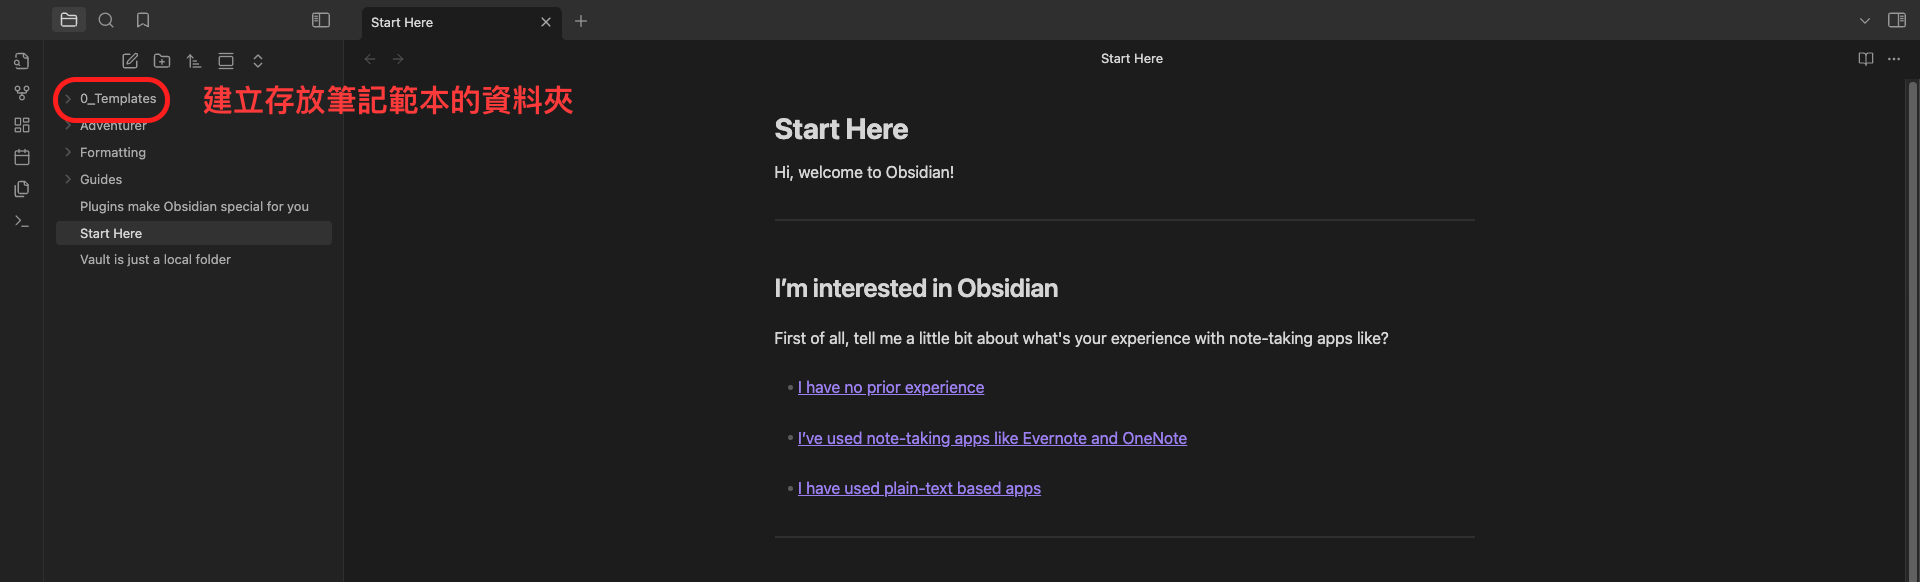 Start Here
Start Here
0_Templates
建立存放筆記範本的資料夾
Adventurer
Formatting
Guides
Plugins make Obsidian special for you
Start Here
Vault is just a local folder
Start Here
Hi, welcome to Obsidian!
I'm interested in Obsidian
First of all, tell me a little bit about what's your experience with note-taking apps like?
I have no prior experience
I've used note-taking apps like Evernote and OneNote
I have used plain-text based apps